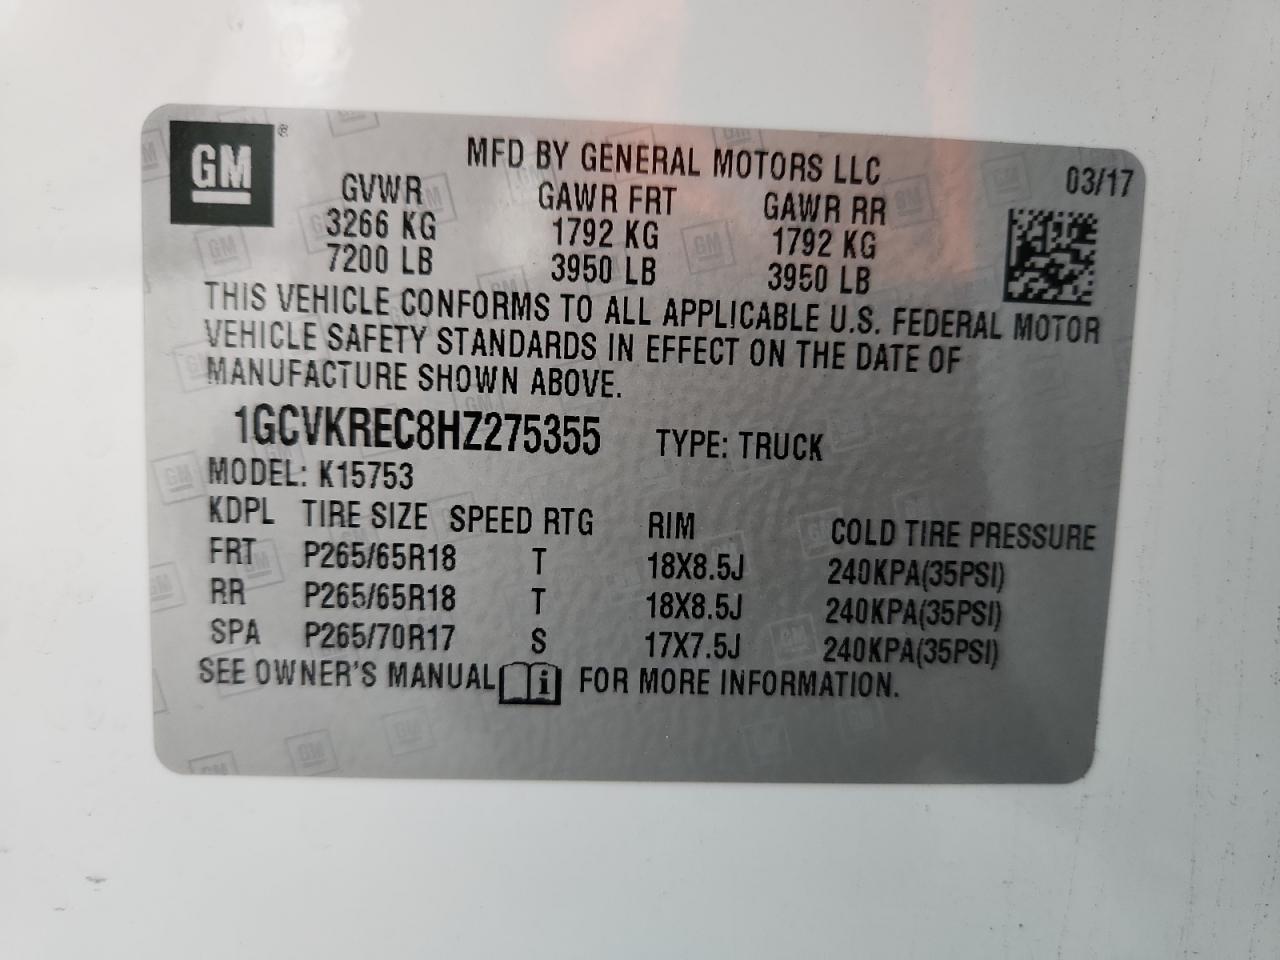 GM ®
MFD BY GENERAL MOTORS LLC 03/17
GVWR GAWR FRT GAWR RR
3266 KG 1792 KG 1792 KG
7200 LB 3950 LB 3950 LB
THIS VEHICLE CONFORMS TO ALL APPLICABLE U.S. FEDERAL MOTOR
VEHICLE SAFETY STANDARDS IN EFFECT ON THE DATE OF
MANUFACTURE SHOWN ABOVE.
1GCVKREC8HZ275355 TYPE: TRUCK
MODEL: K15753
KDPL TIRE SIZE SPEED RTG RIM COLD TIRE PRESSURE
FRT P265/65R18 T 18X8.5J 240KPA(35PSI)
RR P265/65R18 T 18X8.5J 240KPA(35PSI)
SPA P265/70R17 S 17X7.5J 240KPA(35PSI)
SEE OWNER'S MANUAL i FOR MORE INFORMATION.